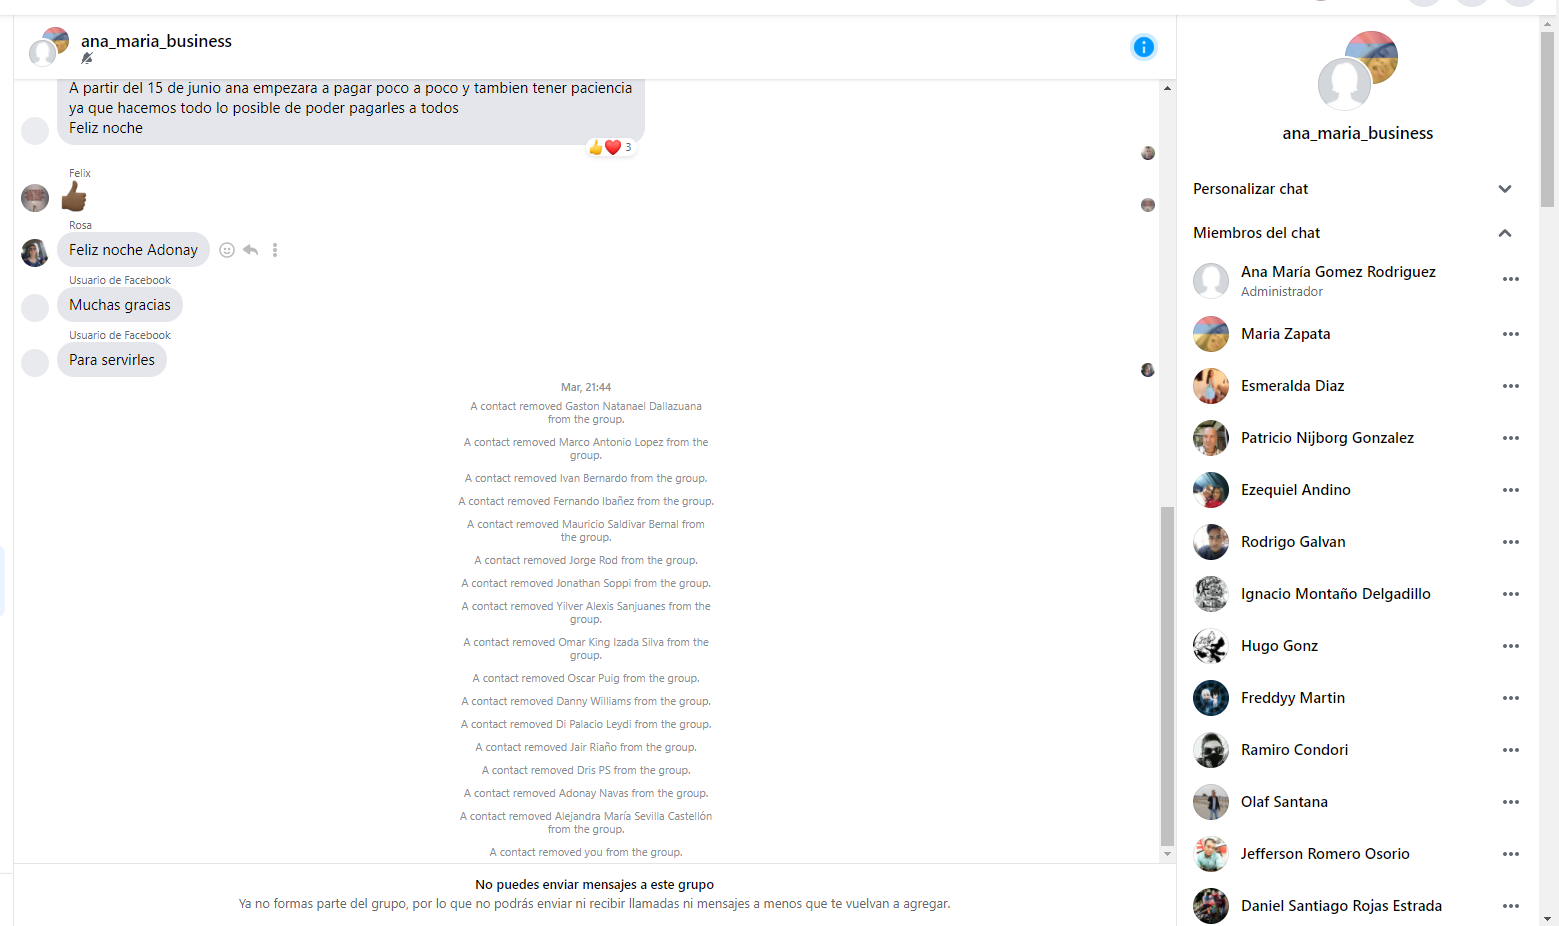 ana_maria_business
A partir del 15 de junio ana empezara a pagar poco a poco y tambien tener paciencia
ya que hacemos todo lo posible de poder pagarles a todos
Feliz noche
3
Felix
Rosa
Feliz noche Adonay
Usuario de Facebook
Muchas gracias
Usuario de Facebook
Para servirles
Mar, 21:44
A contact removed Gaston Natanael Dallazuana
from the group.
A contact removed Marco Antonio Lopez from the
group.
A contact removed Ivan Bernardo from the group.
A contact removed Fernando Ibañez from the group.
A contact removed Mauricio Saldivar Bernal from
the group.
A contact removed Jorge Rod from the group.
A contact removed Jonathan Soppi from the group.
A contact removed Yilver Alexis Sanjuanes from the
group.
A contact removed Omar King Izada Silva from the
group.
A contact removed Oscar Puig from the group.
A contact removed Danny Williams from the group.
A contact removed Di Palacio Leydi from the group.
A contact removed Jair Riaño from the group.
A contact removed Dris PS from the group.
A contact removed Adonay Navas from the group.
A contact removed Alejandra María Sevilla Castellón
from the group.
A contact removed you from the group.
No puedes enviar mensajes a este grupo
Ya no formas parte del grupo, por lo que no podrás enviar ni recibir llamadas ni mensajes a menos que te vuelvan a agregar.
ana_maria_business
Personalizar chat
Miembros del chat
Ana María Gomez Rodriguez
Administrador
Maria Zapata
Esmeralda Diaz
Patricio Nijborg Gonzalez
Ezequiel Andino
Rodrigo Galvan
Ignacio Montaño Delgadillo
Hugo Gonz
Freddyy Martin
Ramiro Condori
Olaf Santana
Jefferson Romero Osorio
Daniel Santiago Rojas Estrada